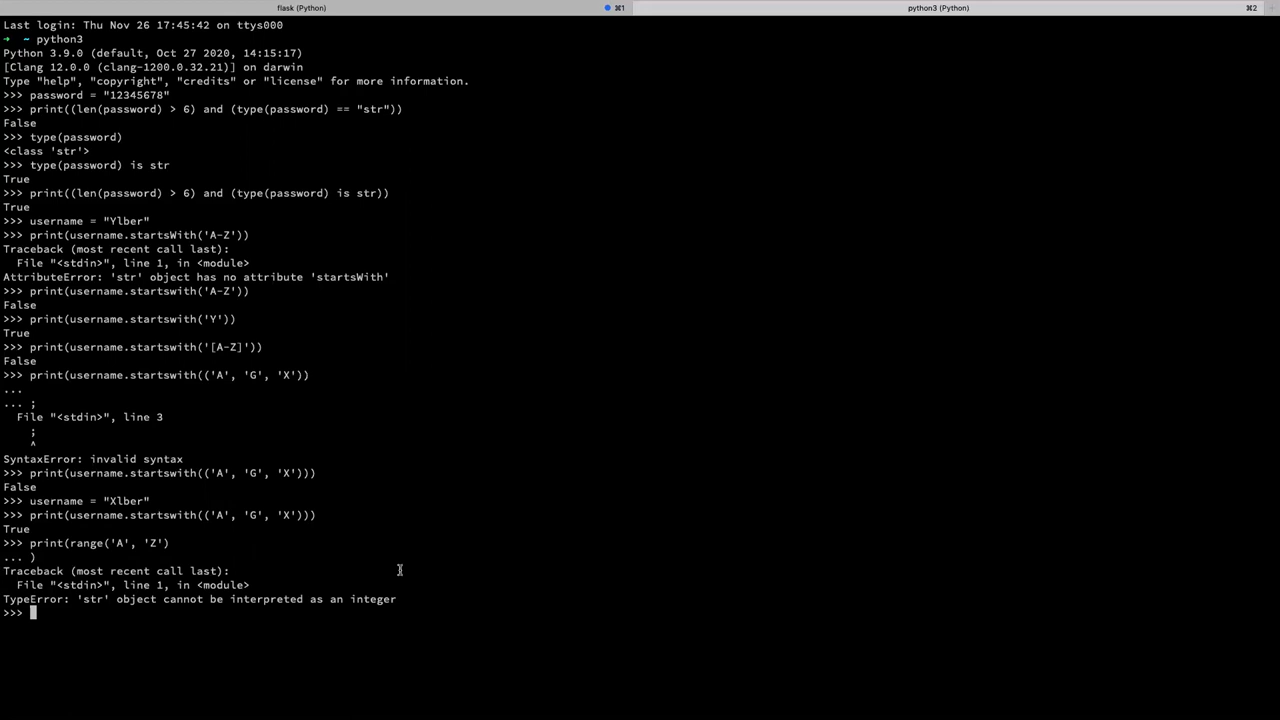 flask (Python) ⌘1 python3 (Python) ⌘2
Last login: Thu Nov 26 17:45:42 on ttys000
➜ ~ python3
Python 3.9.0 (default, Oct 27 2020, 14:15:17)
[Clang 12.0.0 (clang-1200.0.32.21)] on darwin
Type "help", "copyright", "credits" or "license" for more information.
>>> password = "12345678"
>>> print((len(password) > 6) and (type(password) == "str"))
False
>>> type(password)
<class 'str'>
>>> type(password) is str
True
>>> print((len(password) > 6) and (type(password) is str))
True
>>> username = "Ylber"
>>> print(username.startsWith('A-Z'))
Traceback (most recent call last):
  File "<stdin>", line 1, in <module>
AttributeError: 'str' object has no attribute 'startsWith'
>>> print(username.startswith('A-Z'))
False
>>> print(username.startswith('Y'))
True
>>> print(username.startswith('[A-Z]'))
False
>>> print(username.startswith(('A', 'G', 'X'))
...
... ;
  File "<stdin>", line 3
    ;
    ^
SyntaxError: invalid syntax
>>> print(username.startswith(('A', 'G', 'X')))
False
>>> username = "Xlber"
>>> print(username.startswith(('A', 'G', 'X')))
True
>>> print(range('A', 'Z')
... )
Traceback (most recent call last):
  File "<stdin>", line 1, in <module>
TypeError: 'str' object cannot be interpreted as an integer
>>>